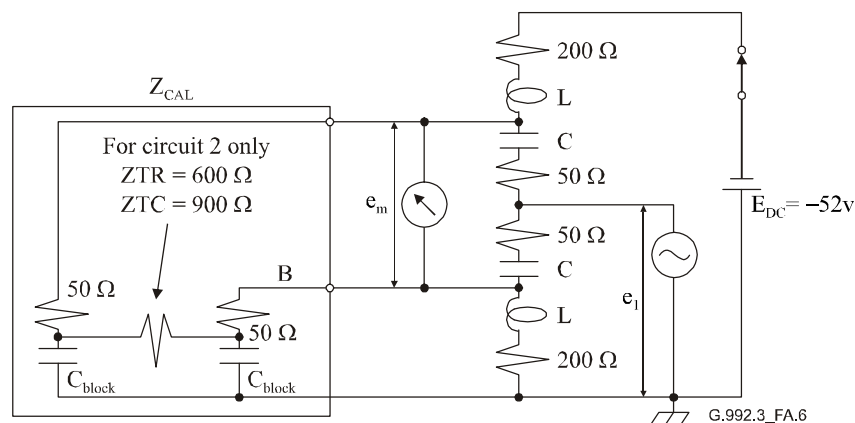 200 Ω
Z_CAL
L
For circuit 2 only
ZTR = 600 Ω
ZTC = 900 Ω
C
50 Ω
e_m
E_DC= –52v
50 Ω
B
C
50 Ω
50 Ω
e_1
L
200 Ω
C_block
C_block
G.992.3_FA.6